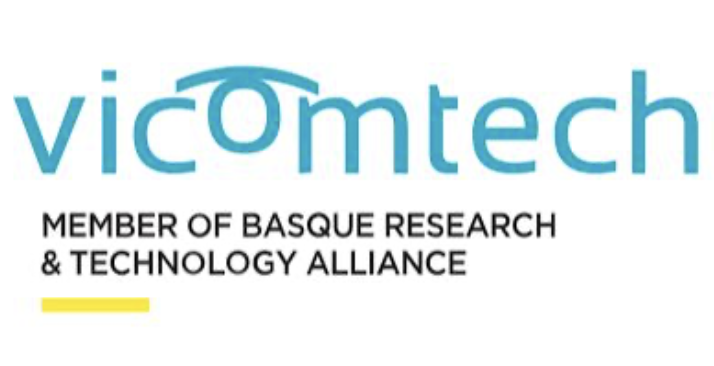 vicomtech
MEMBER OF BASQUE RESEARCH
& TECHNOLOGY ALLIANCE